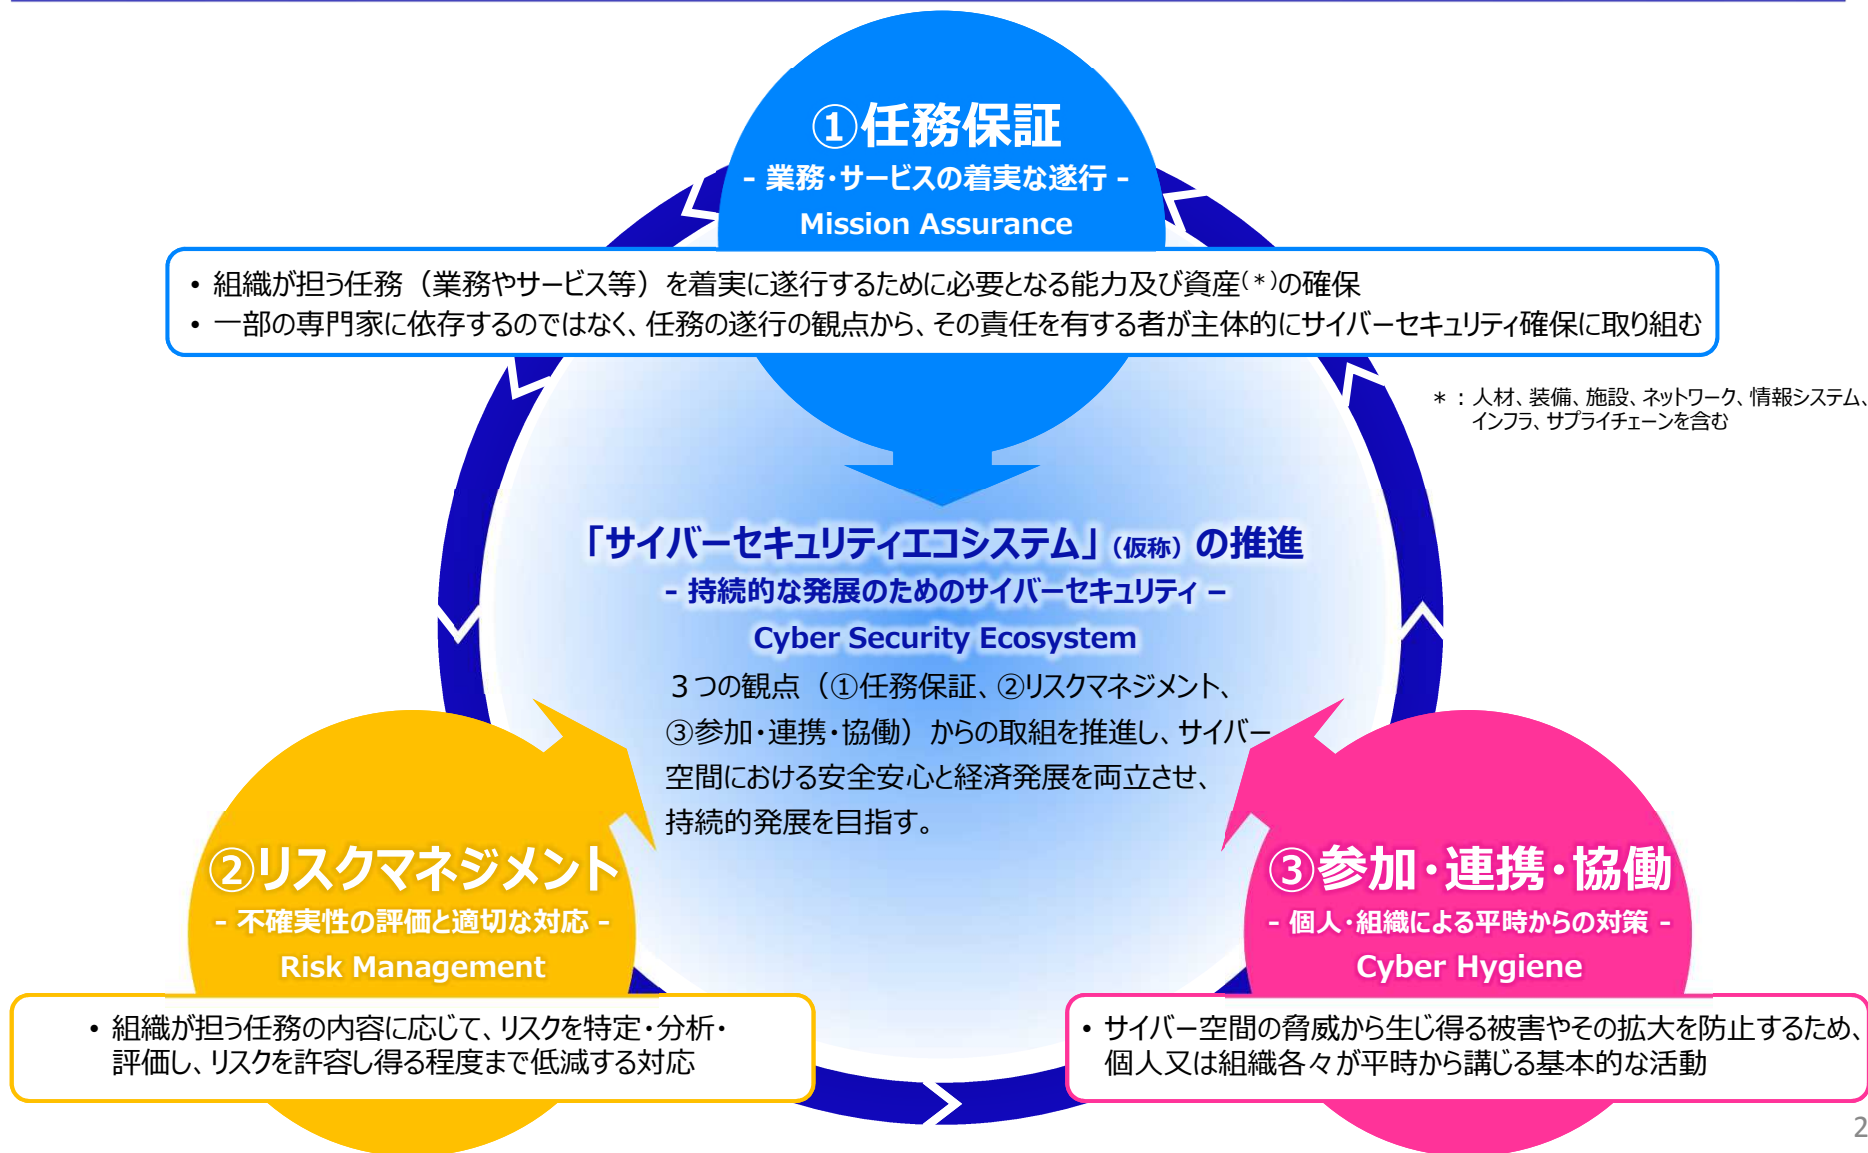 ①任務保証
- 業務・サービスの着実な遂行 -
Mission Assurance
• 組織が担う任務（業務やサービス等）を着実に遂行するために必要となる能力及び資産(＊)の確保
• 一部の専門家に依存するのではなく、任務の遂行の観点から、その責任を有する者が主体的にサイバーセキュリティ確保に取り組む
＊：人材、装備、施設、ネットワーク、情報システム、
インフラ、サプライチェーンを含む
「サイバーセキュリティエコシステム」（仮称）の推進
- 持続的な発展のためのサイバーセキュリティ –
Cyber Security Ecosystem
３つの観点（①任務保証、②リスクマネジメント、
③参加・連携・協働）からの取組を推進し、サイバー
空間における安全安心と経済発展を両立させ、
持続的発展を目指す。
②リスクマネジメント
- 不確実性の評価と適切な対応 -
Risk Management
• 組織が担う任務の内容に応じて、リスクを特定・分析・
評価し、リスクを許容し得る程度まで低減する対応
③参加・連携・協働
- 個人・組織による平時からの対策 -
Cyber Hygiene
• サイバー空間の脅威から生じ得る被害やその拡大を防止するため、
個人又は組織各々が平時から講じる基本的な活動
2